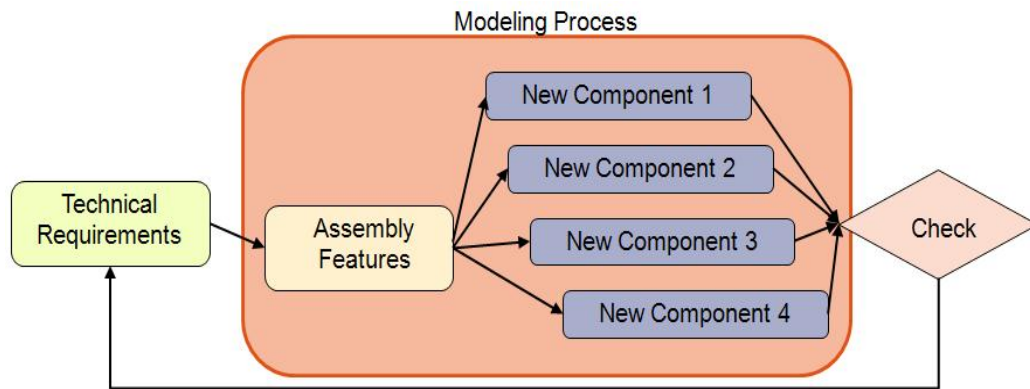 Modeling Process
New Component 1
New Component 2
New Component 3
New Component 4
Technical
Requirements
Assembly
Features
Check